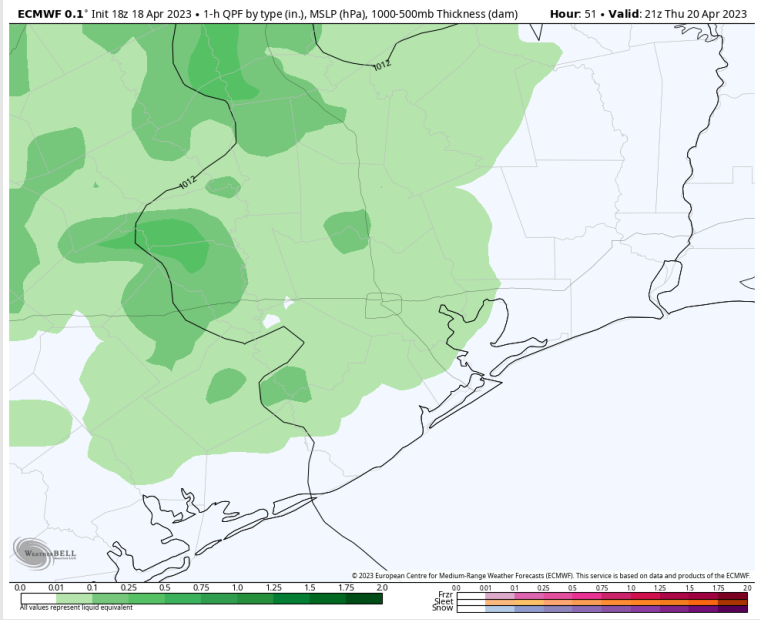 ECMWF 0.1° Init 18z 18 Apr 2023 • 1-h QPF by type (in.), MSLP (hPa), 1000-500mb Thickness (dam)
Hour: 51 • Valid: 21z Thu 20 Apr 2023
1012
1012
WEATHERBELL
© 2023 European Centre for Medium-Range Weather Forecasts (ECMWF). This service is based on data and products of the ECMWF.
0.0 0.01 0.1 0.25 0.5 0.75 1.0 1.25 1.5 1.75 2.0
All values represent liquid equivalent
0.0 0.01 0.1 0.25 0.5 0.75 1.0 1.25 1.5 1.75 2.0
Frzr
Sleet
Snow